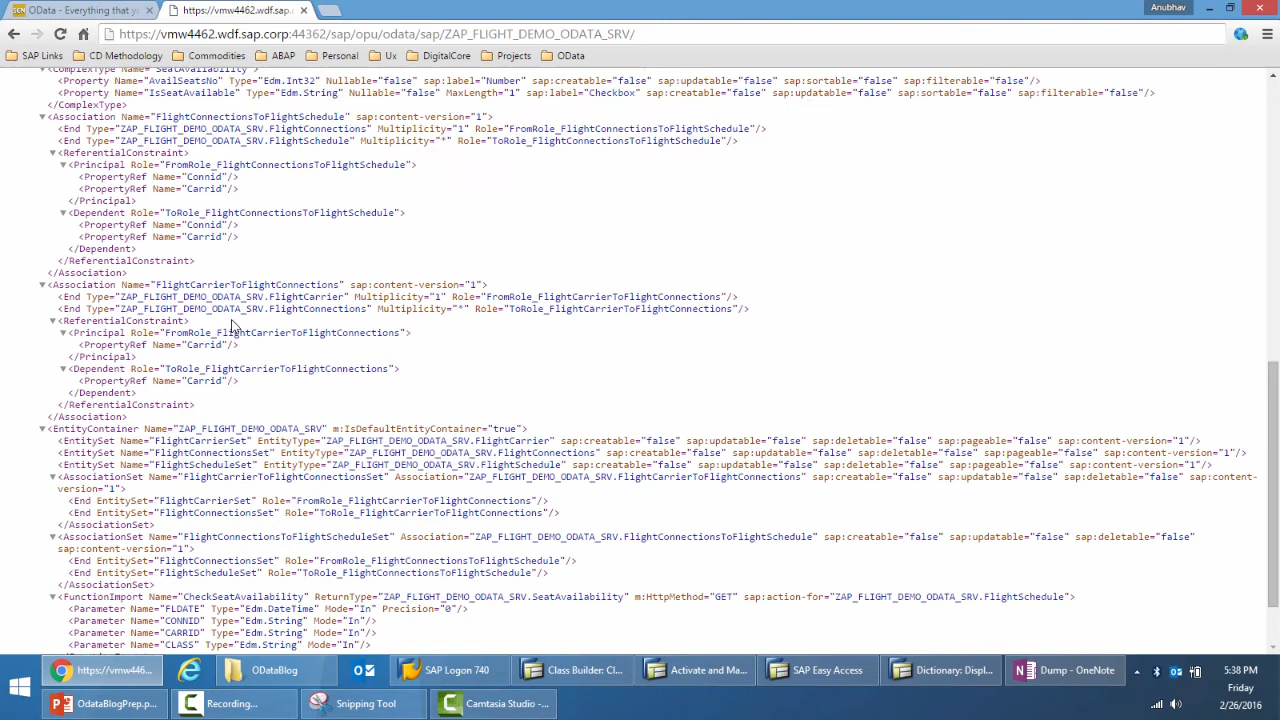 OData - Everything that y
https://vmw4462.wdf.sap.c
Anubhav
https://vmw4462.wdf.sap.corp:44362/sap/opu/odata/sap/ZAP_FLIGHT_DEMO_ODATA_SRV/
SAP Links CD Methodology Commodities ABAP Personal Ux DigitalCore Projects OData
<ComplexType Name="SeatAvailability">
<Property Name="AvailSeatsNo" Type="Edm.Int32" Nullable="false" sap:label="Number" sap:creatable="false" sap:updatable="false" sap:sortable="false" sap:filterable="false"/>
<Property Name="IsSeatAvailable" Type="Edm.String" Nullable="false" MaxLength="1" sap:label="Checkbox" sap:creatable="false" sap:updatable="false" sap:sortable="false" sap:filterable="false"/>
</ComplexType>
<Association Name="FlightConnectionsToFlightSchedule" sap:content-version="1">
<End Type="ZAP_FLIGHT_DEMO_ODATA_SRV.FlightConnections" Multiplicity="1" Role="FromRole_FlightConnectionsToFlightSchedule"/>
<End Type="ZAP_FLIGHT_DEMO_ODATA_SRV.FlightSchedule" Multiplicity="*" Role="ToRole_FlightConnectionsToFlightSchedule"/>
<ReferentialConstraint>
<Principal Role="FromRole_FlightConnectionsToFlightSchedule">
<PropertyRef Name="Connid"/>
<PropertyRef Name="Carrid"/>
</Principal>
<Dependent Role="ToRole_FlightConnectionsToFlightSchedule">
<PropertyRef Name="Connid"/>
<PropertyRef Name="Carrid"/>
</Dependent>
</ReferentialConstraint>
</Association>
<Association Name="FlightCarrierToFlightConnections" sap:content-version="1">
<End Type="ZAP_FLIGHT_DEMO_ODATA_SRV.FlightCarrier" Multiplicity="1" Role="FromRole_FlightCarrierToFlightConnections"/>
<End Type="ZAP_FLIGHT_DEMO_ODATA_SRV.FlightConnections" Multiplicity="*" Role="ToRole_FlightCarrierToFlightConnections"/>
<ReferentialConstraint>
<Principal Role="FromRole_FlightCarrierToFlightConnections">
<PropertyRef Name="Carrid"/>
</Principal>
<Dependent Role="ToRole_FlightCarrierToFlightConnections">
<PropertyRef Name="Carrid"/>
</Dependent>
</ReferentialConstraint>
</Association>
<EntityContainer Name="ZAP_FLIGHT_DEMO_ODATA_SRV" m:IsDefaultEntityContainer="true">
<EntitySet Name="FlightCarrierSet" EntityType="ZAP_FLIGHT_DEMO_ODATA_SRV.FlightCarrier" sap:creatable="false" sap:updatable="false" sap:deletable="false" sap:pageable="false" sap:content-version="1"/>
<EntitySet Name="FlightConnectionsSet" EntityType="ZAP_FLIGHT_DEMO_ODATA_SRV.FlightConnections" sap:creatable="false" sap:updatable="false" sap:deletable="false" sap:pageable="false" sap:content-version="1"/>
<EntitySet Name="FlightScheduleSet" EntityType="ZAP_FLIGHT_DEMO_ODATA_SRV.FlightSchedule" sap:creatable="false" sap:updatable="false" sap:deletable="false" sap:pageable="false" sap:content-version="1"/>
<AssociationSet Name="FlightCarrierToFlightConnectionsSet" Association="ZAP_FLIGHT_DEMO_ODATA_SRV.FlightCarrierToFlightConnections" sap:creatable="false" sap:updatable="false" sap:deletable="false" sap:content-
version="1">
<End EntitySet="FlightCarrierSet" Role="FromRole_FlightCarrierToFlightConnections"/>
<End EntitySet="FlightConnectionsSet" Role="ToRole_FlightCarrierToFlightConnections"/>
</AssociationSet>
<AssociationSet Name="FlightConnectionsToFlightScheduleSet" Association="ZAP_FLIGHT_DEMO_ODATA_SRV.FlightConnectionsToFlightSchedule" sap:creatable="false" sap:updatable="false" sap:deletable="false"
sap:content-version="1">
<End EntitySet="FlightConnectionsSet" Role="FromRole_FlightConnectionsToFlightSchedule"/>
<End EntitySet="FlightScheduleSet" Role="ToRole_FlightConnectionsToFlightSchedule"/>
</AssociationSet>
<FunctionImport Name="CheckSeatAvailability" ReturnType="ZAP_FLIGHT_DEMO_ODATA_SRV.SeatAvailability" m:HttpMethod="GET" sap:action-for="ZAP_FLIGHT_DEMO_ODATA_SRV.FlightSchedule">
<Parameter Name="FLDATE" Type="Edm.DateTime" Mode="In" Precision="0"/>
<Parameter Name="CONNID" Type="Edm.String" Mode="In"/>
<Parameter Name="CARRID" Type="Edm.String" Mode="In"/>
<Parameter Name="CLASS" Type="Edm.String" Mode="In"/>
https://vmw446... ODataBlog SAP Logon 740 Class Builder: Cl... Activate and Ma... SAP Easy Access Dictionary: Displ... Dump - OneNote 5:38 PM
Friday
OdataBlogPrep.p... Recording... Snipping Tool Camtasia Studio -... 2/26/2016